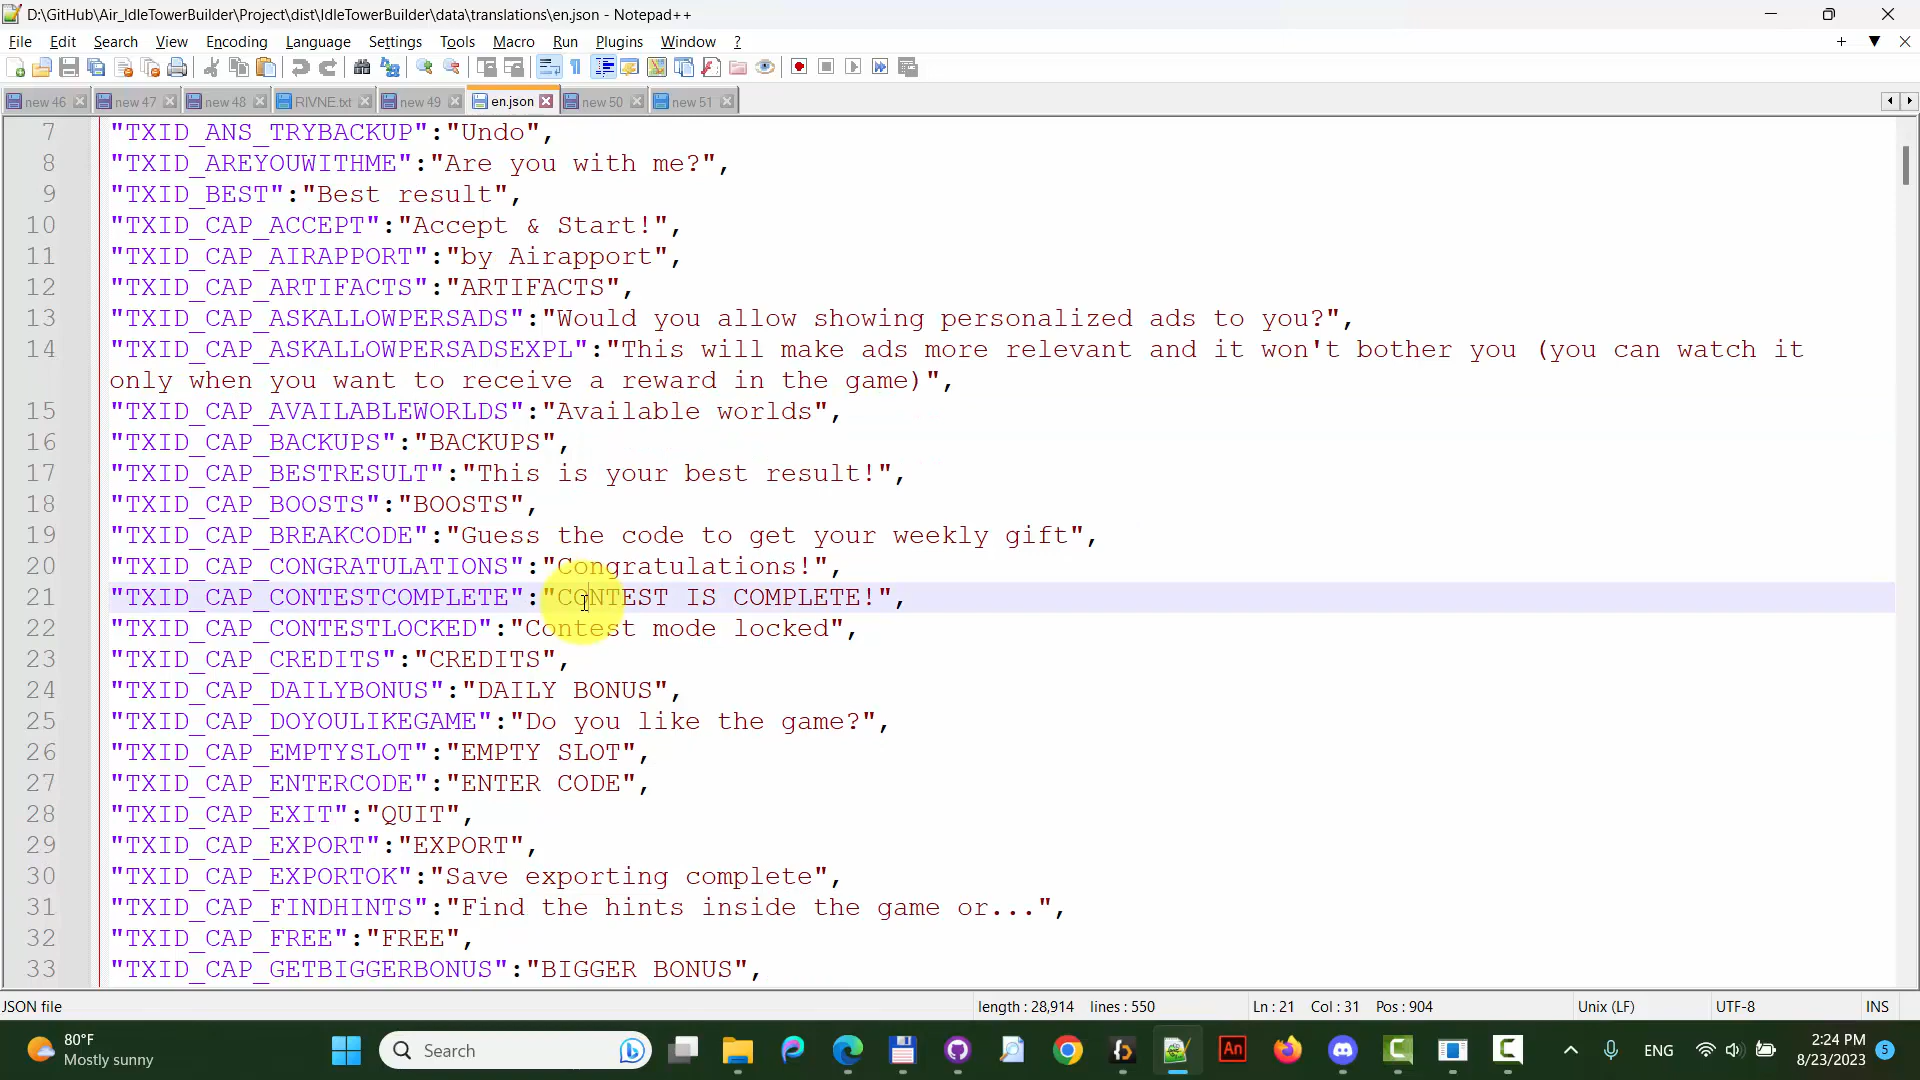 D:\GitHub\Air_IdleTowerBuilder\Project\dist\IdleTowerBuilder\data\translations\en.json - Notepad++
File Edit Search View Encoding Language Settings Tools Macro Run Plugins Window ?
new 46 new 47 new 48 RIVNE.txt new 49 en.json new 50 new 51
7 "TXID_ANS_TRYBACKUP":"Undo",
8 "TXID_AREYOUWITHME":"Are you with me?",
9 "TXID_BEST":"Best result",
10 "TXID_CAP_ACCEPT":"Accept & Start!",
11 "TXID_CAP_AIRAPPORT":"by Airapport",
12 "TXID_CAP_ARTIFACTS":"ARTIFACTS",
13 "TXID_CAP_ASKALLOWPERSADS":"Would you allow showing personalized ads to you?",
14 "TXID_CAP_ASKALLOWPERSADSEXPL":"This will make ads more relevant and it won't bother you (you can watch it
only when you want to receive a reward in the game)",
15 "TXID_CAP_AVAILABLEWORLDS":"Available worlds",
16 "TXID_CAP_BACKUPS":"BACKUPS",
17 "TXID_CAP_BESTRESULT":"This is your best result!",
18 "TXID_CAP_BOOSTS":"BOOSTS",
19 "TXID_CAP_BREAKCODE":"Guess the code to get your weekly gift",
20 "TXID_CAP_CONGRATULATIONS":"Congratulations!",
21 "TXID_CAP_CONTESTCOMPLETE":"CONTEST IS COMPLETE!",
22 "TXID_CAP_CONTESTLOCKED":"Contest mode locked",
23 "TXID_CAP_CREDITS":"CREDITS",
24 "TXID_CAP_DAILYBONUS":"DAILY BONUS",
25 "TXID_CAP_DOYOULIKEGAME":"Do you like the game?",
26 "TXID_CAP_EMPTYSLOT":"EMPTY SLOT",
27 "TXID_CAP_ENTERCODE":"ENTER CODE",
28 "TXID_CAP_EXIT":"QUIT",
29 "TXID_CAP_EXPORT":"EXPORT",
30 "TXID_CAP_EXPORTOK":"Save exporting complete",
31 "TXID_CAP_FINDHINTS":"Find the hints inside the game or...",
32 "TXID_CAP_FREE":"FREE",
33 "TXID_CAP_GETBIGGERBONUS":"BIGGER BONUS",
JSON file length : 28,914 lines : 550 Ln : 21 Col : 31 Pos : 904 Unix (LF) UTF-8 INS
80°F
Mostly sunny
Search
An
ENG
2:24 PM
8/23/2023
5